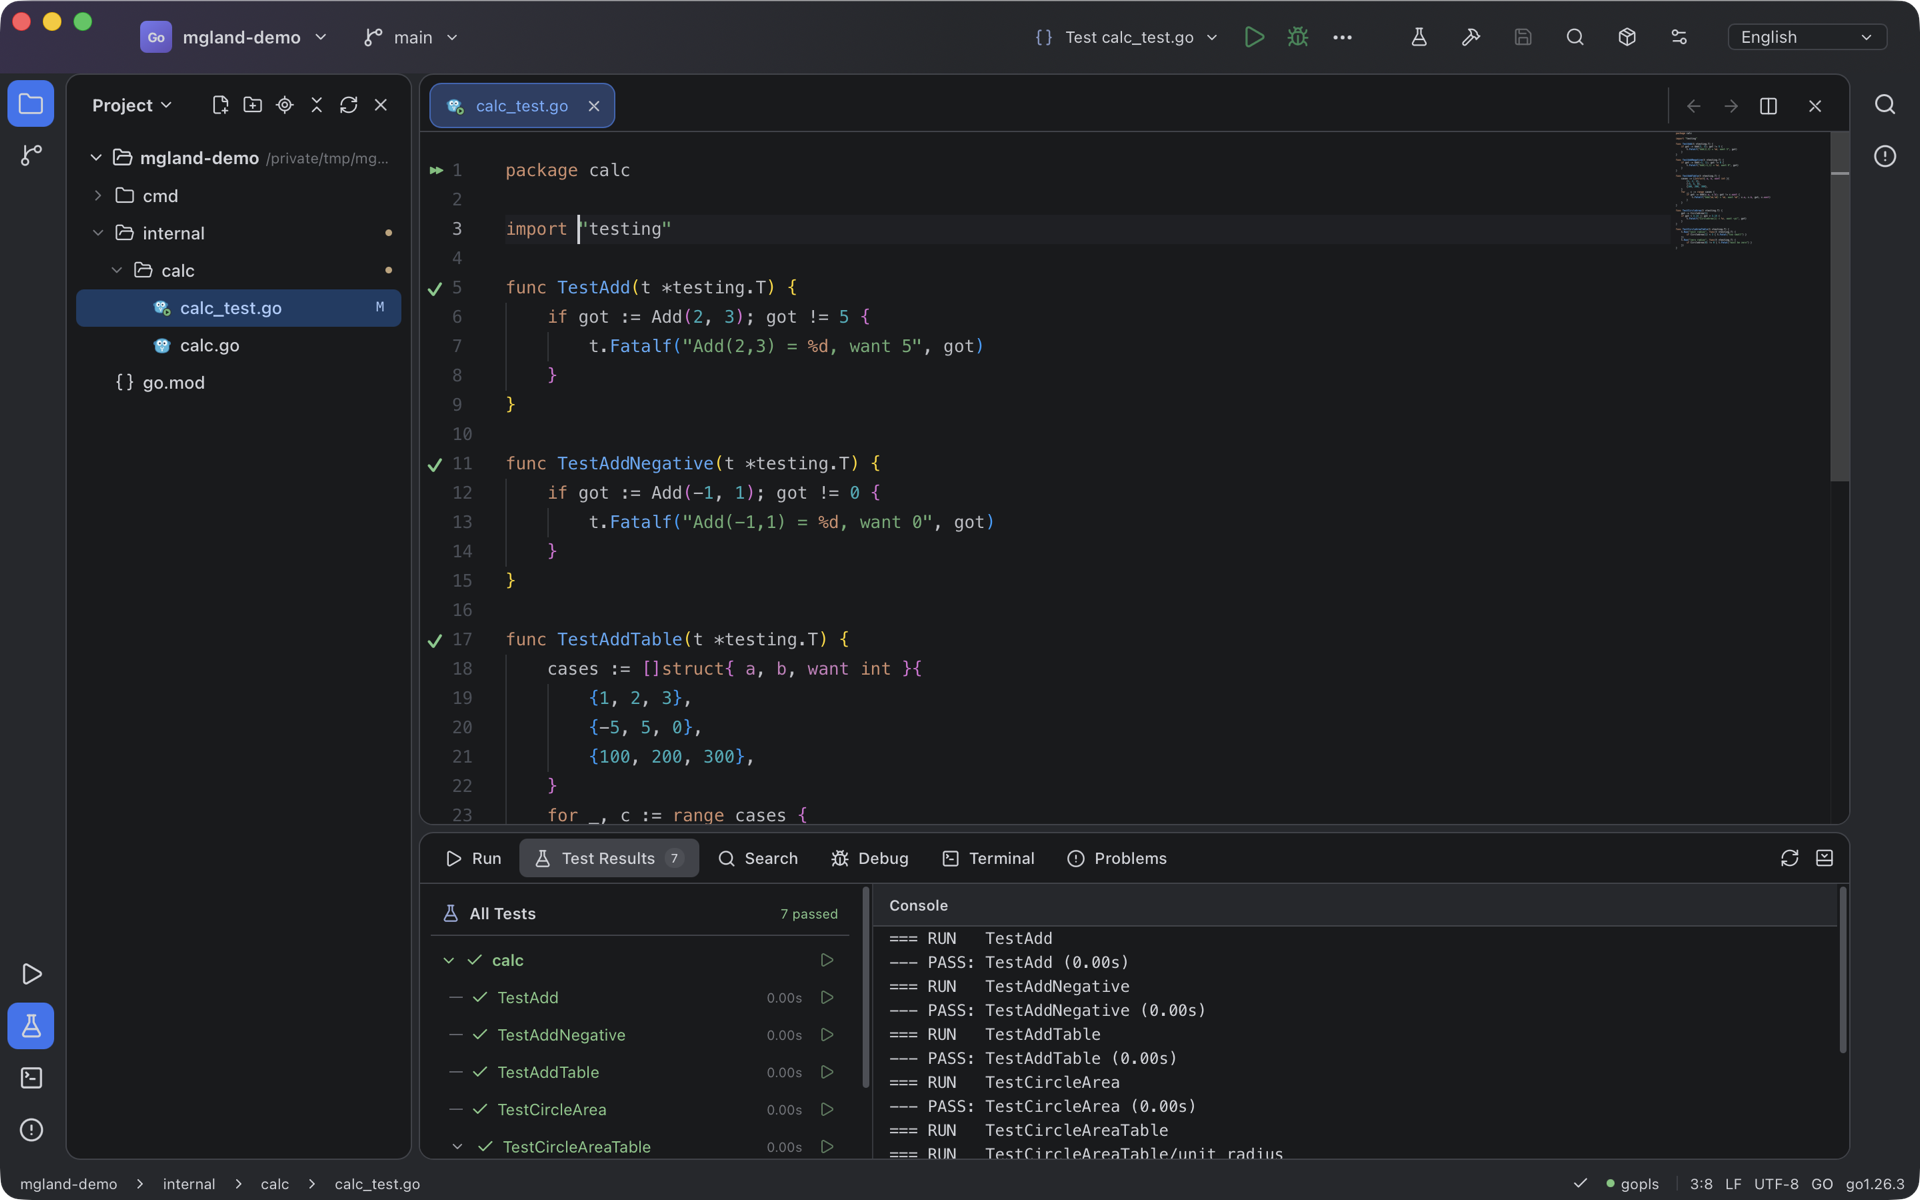 Go mgland-demo main Test calc_test.go English
Project
mgland-demo /private/tmp/mg...
cmd
internal
calc
calc_test.go M
calc.go
{} go.mod
calc_test.go
1 package calc
2
3 import "testing"
4
5 func TestAdd(t *testing.T) {
6 if got := Add(2, 3); got != 5 {
7 t.Fatalf("Add(2,3) = %d, want 5", got)
8 }
9 }
10
11 func TestAddNegative(t *testing.T) {
12 if got := Add(-1, 1); got != 0 {
13 t.Fatalf("Add(-1,1) = %d, want 0", got)
14 }
15 }
16
17 func TestAddTable(t *testing.T) {
18 cases := []struct{ a, b, want int }{
19 {1, 2, 3},
20 {-5, 5, 0},
21 {100, 200, 300},
22 }
23 for _, c := range cases {
Run Test Results 7 Search Debug Terminal Problems
All Tests 7 passed
calc
TestAdd 0.00s
TestAddNegative 0.00s
TestAddTable 0.00s
TestCircleArea 0.00s
TestCircleAreaTable 0.00s
Console
=== RUN TestAdd
--- PASS: TestAdd (0.00s)
=== RUN TestAddNegative
--- PASS: TestAddNegative (0.00s)
=== RUN TestAddTable
--- PASS: TestAddTable (0.00s)
=== RUN TestCircleArea
--- PASS: TestCircleArea (0.00s)
=== RUN TestCircleAreaTable
=== RUN TestCircleAreaTable/unit_radius
mgland-demo > internal > calc > calc_test.go
gopls 3:8 LF UTF-8 GO go1.26.3